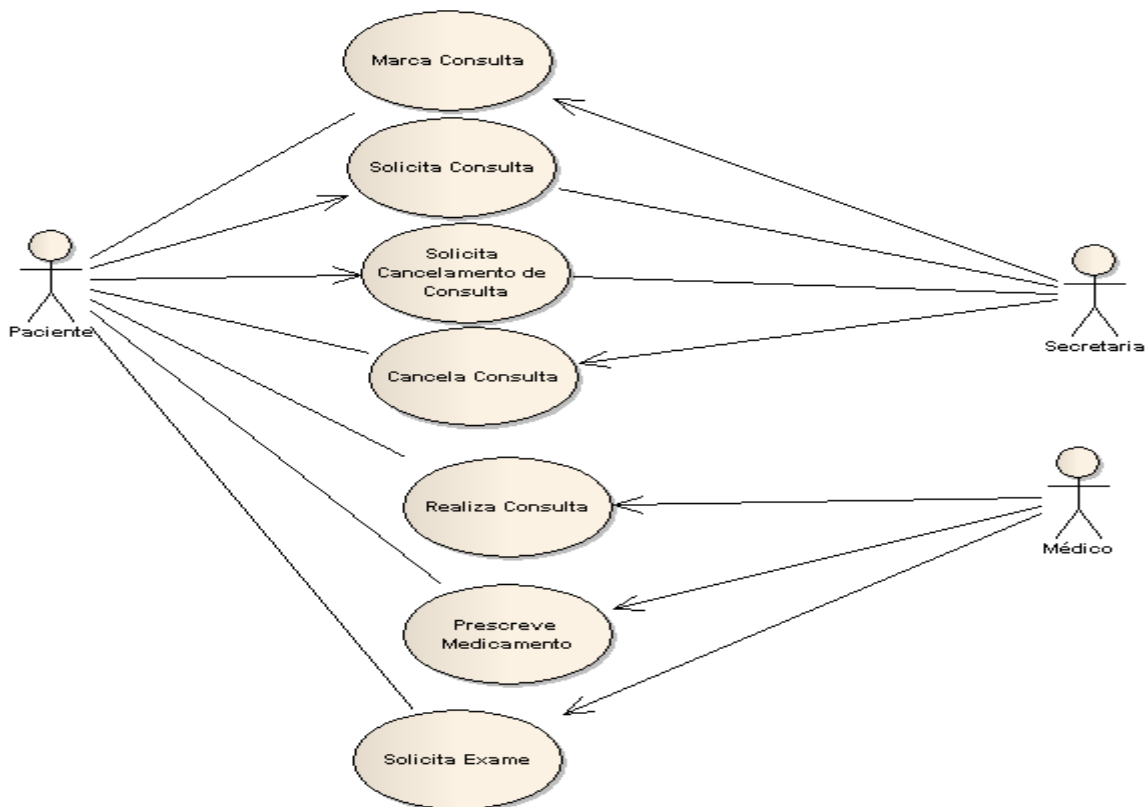 Marca Consulta
Solicita Consulta
Solicita
Cancelamento de
Consulta
Paciente
Secretaria
Cancela Consulta
Realiza Consulta
Médico
Prescreve
Medicamento
Solicita Exame